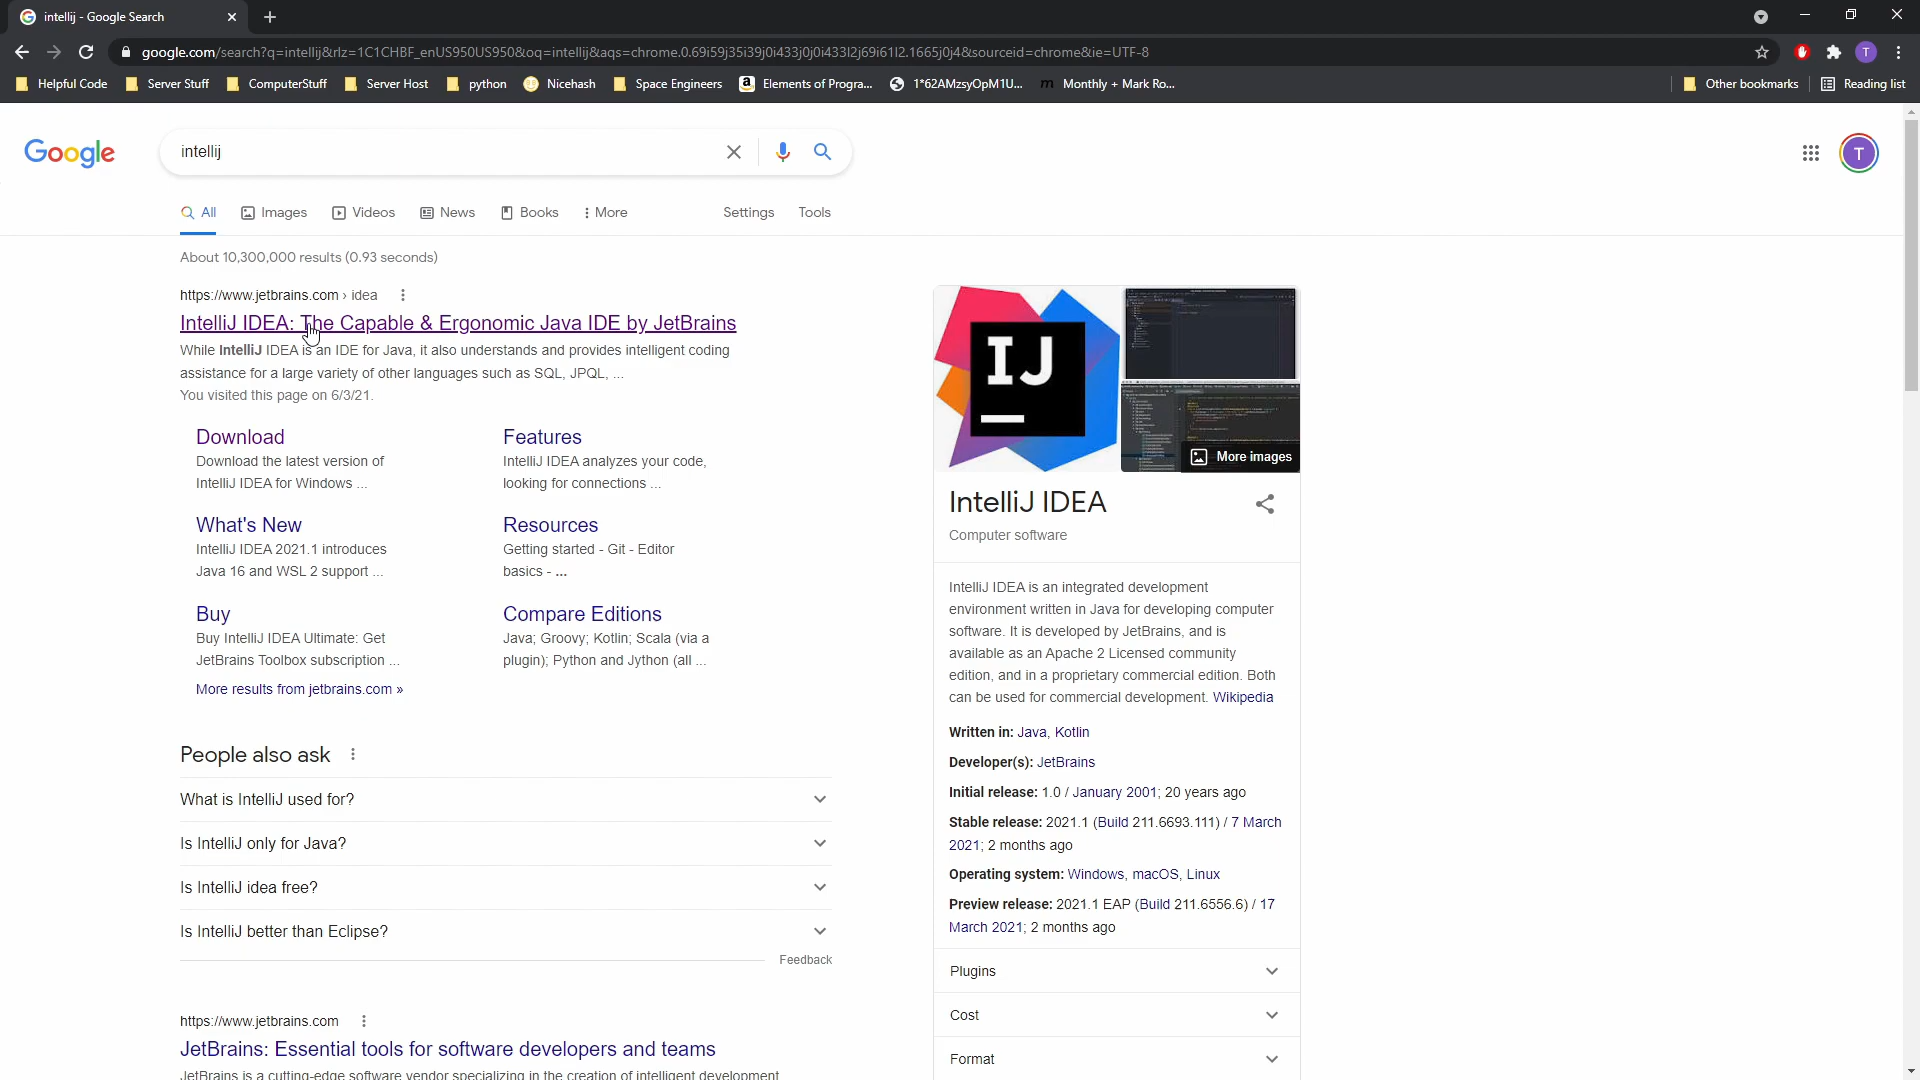 intellij - Google Search
google.com/search?q=intellij&rlz=1C1CHBF_enUS950US950&oq=intellij&aqs=chrome.0.69i59j35i39j0i433j0j0i433l2j69i61l2.1665j0j4&sourceid=chrome&ie=UTF-8
T
Helpful Code Server Stuff ComputerStuff Server Host python Nicehash Space Engineers Elements of Progra... 1*62AMzsyOpM1U... Monthly + Mark Ro... Other bookmarks Reading list
Google
intellij
T
All Images Videos News Books More Settings Tools
About 10,300,000 results (0.93 seconds)
https://www.jetbrains.com › idea
IntelliJ IDEA: The Capable & Ergonomic Java IDE by JetBrains
While IntelliJ IDEA is an IDE for Java, it also understands and provides intelligent coding
assistance for a large variety of other languages such as SQL, JPQL, ...
You visited this page on 6/3/21.
Download
Download the latest version of
IntelliJ IDEA for Windows ...
Features
IntelliJ IDEA analyzes your code,
looking for connections ...
What's New
IntelliJ IDEA 2021.1 introduces
Java 16 and WSL 2 support ...
Resources
Getting started - Git - Editor
basics - ...
Buy
Buy IntelliJ IDEA Ultimate: Get
JetBrains Toolbox subscription ...
Compare Editions
Java; Groovy; Kotlin; Scala (via a
plugin); Python and Jython (all ...
More results from jetbrains.com »
People also ask
What is IntelliJ used for?
Is IntelliJ only for Java?
Is IntelliJ idea free?
Is IntelliJ better than Eclipse?
Feedback
https://www.jetbrains.com
JetBrains: Essential tools for software developers and teams
JetBrains is a cutting-edge software vendor specializing in the creation of intelligent development
IJ
More images
IntelliJ IDEA
Computer software
IntelliJ IDEA is an integrated development
environment written in Java for developing computer
software. It is developed by JetBrains, and is
available as an Apache 2 Licensed community
edition, and in a proprietary commercial edition. Both
can be used for commercial development. Wikipedia
Written in: Java, Kotlin
Developer(s): JetBrains
Initial release: 1.0 / January 2001; 20 years ago
Stable release: 2021.1 (Build 211.6693.111) / 7 March
2021; 2 months ago
Operating system: Windows, macOS, Linux
Preview release: 2021.1 EAP (Build 211.6556.6) / 17
March 2021; 2 months ago
Plugins
Cost
Format